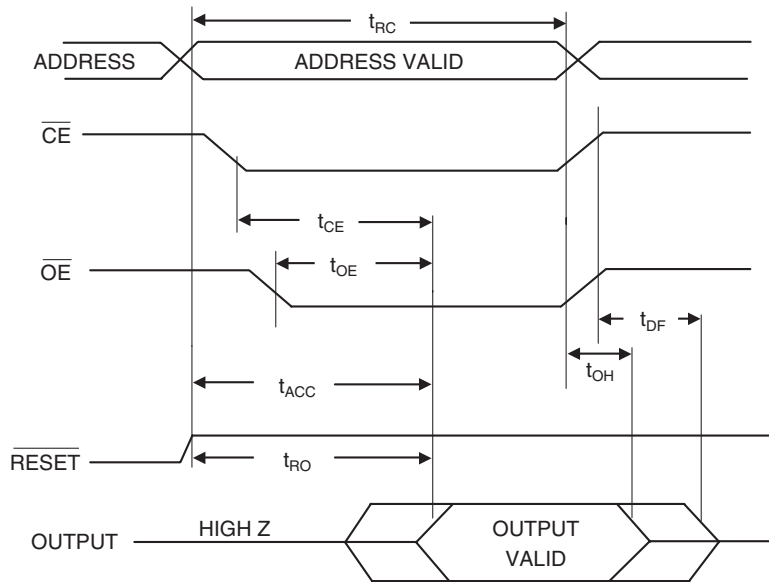 tRC
ADDRESS
ADDRESS VALID
CE
tCE
tOE
OE
tDF
tOH
tACC
RESET
tRO
OUTPUT
HIGH Z
OUTPUT
VALID